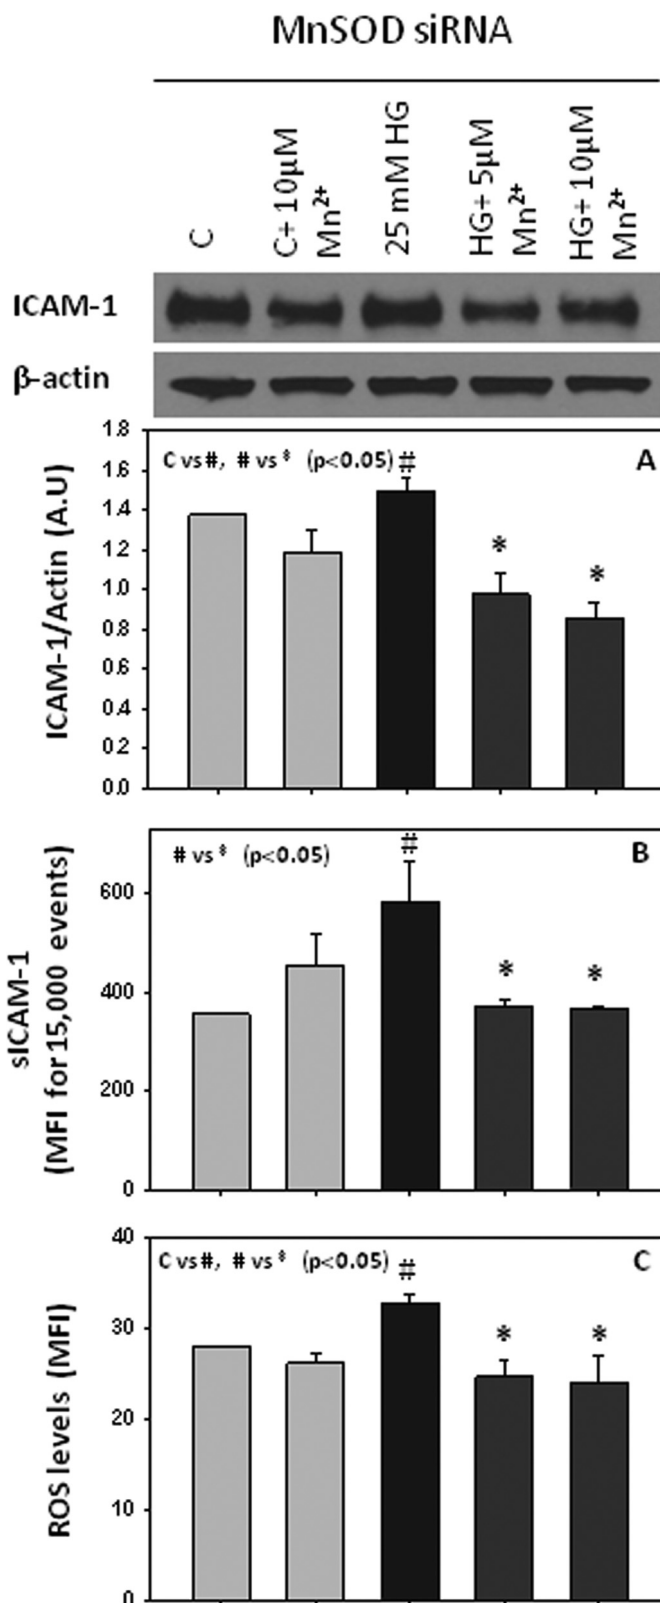 MnSOD siRNA
C
C+ 10μM
Mn²⁺
25 mM HG
HG+ 5μM
Mn²⁺
HG+ 10μM
Mn²⁺
ICAM-1
β-actin
C vs #, # vs * (p<0.05)
#
A
*
*
ICAM-1/Actin (A.U)
1.8
1.6
1.4
1.2
1.0
0.8
0.6
0.4
0.2
0.0
# vs * (p<0.05)
#
B
*
*
sICAM-1
(MFI for 15,000 events)
600
400
200
0
C vs #, # vs * (p<0.05)
#
C
*
*
ROS levels (MFI)
40
30
20
10
0